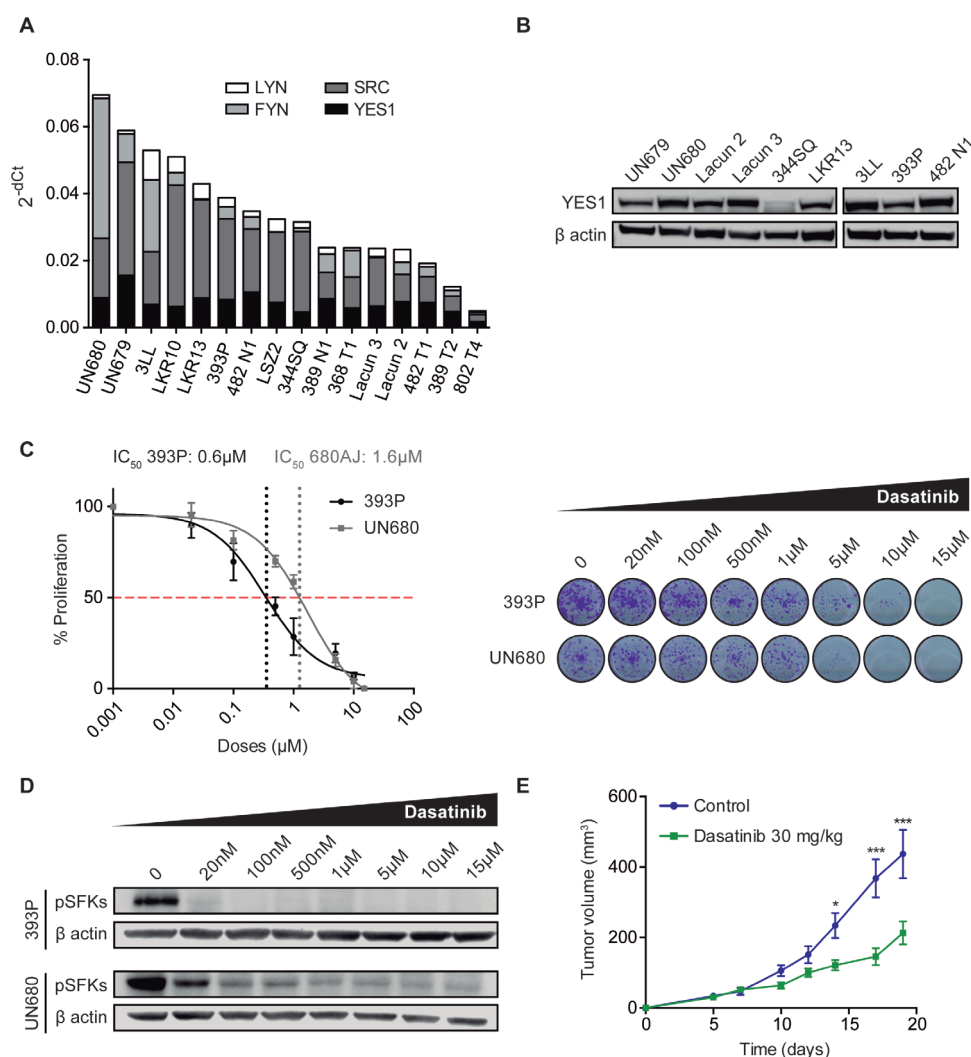 A
0.08
0.06
0.04
0.02
0.00
2^-dCt
LYN
FYN
SRC
YES1
UN680
UN679
3LL
LKR10
LKR13
393P
482 N1
LSZ2
344SQ
389 N1
368 T1
Lacun 3
Lacun 2
482 T1
389 T2
802 T4
B
UN679
UN680
Lacun 2
Lacun 3
344SQ
LKR13
3LL
393P
482 N1
YES1
β actin
C
IC50 393P: 0.6µM
IC50 680AJ: 1.6µM
393P
UN680
100
50
0
% Proliferation
0.001
0.01
0.1
1
10
100
Doses (µM)
Dasatinib
0
20nM
100nM
500nM
1µM
5µM
10µM
15µM
393P
UN680
D
Dasatinib
0
20nM
100nM
500nM
1µM
5µM
10µM
15µM
393P
pSFKs
β actin
UN680
pSFKs
β actin
E
600
400
200
0
Tumor volume (mm³)
Control
Dasatinib 30 mg/kg
*
***
***
0
5
10
15
20
Time (days)